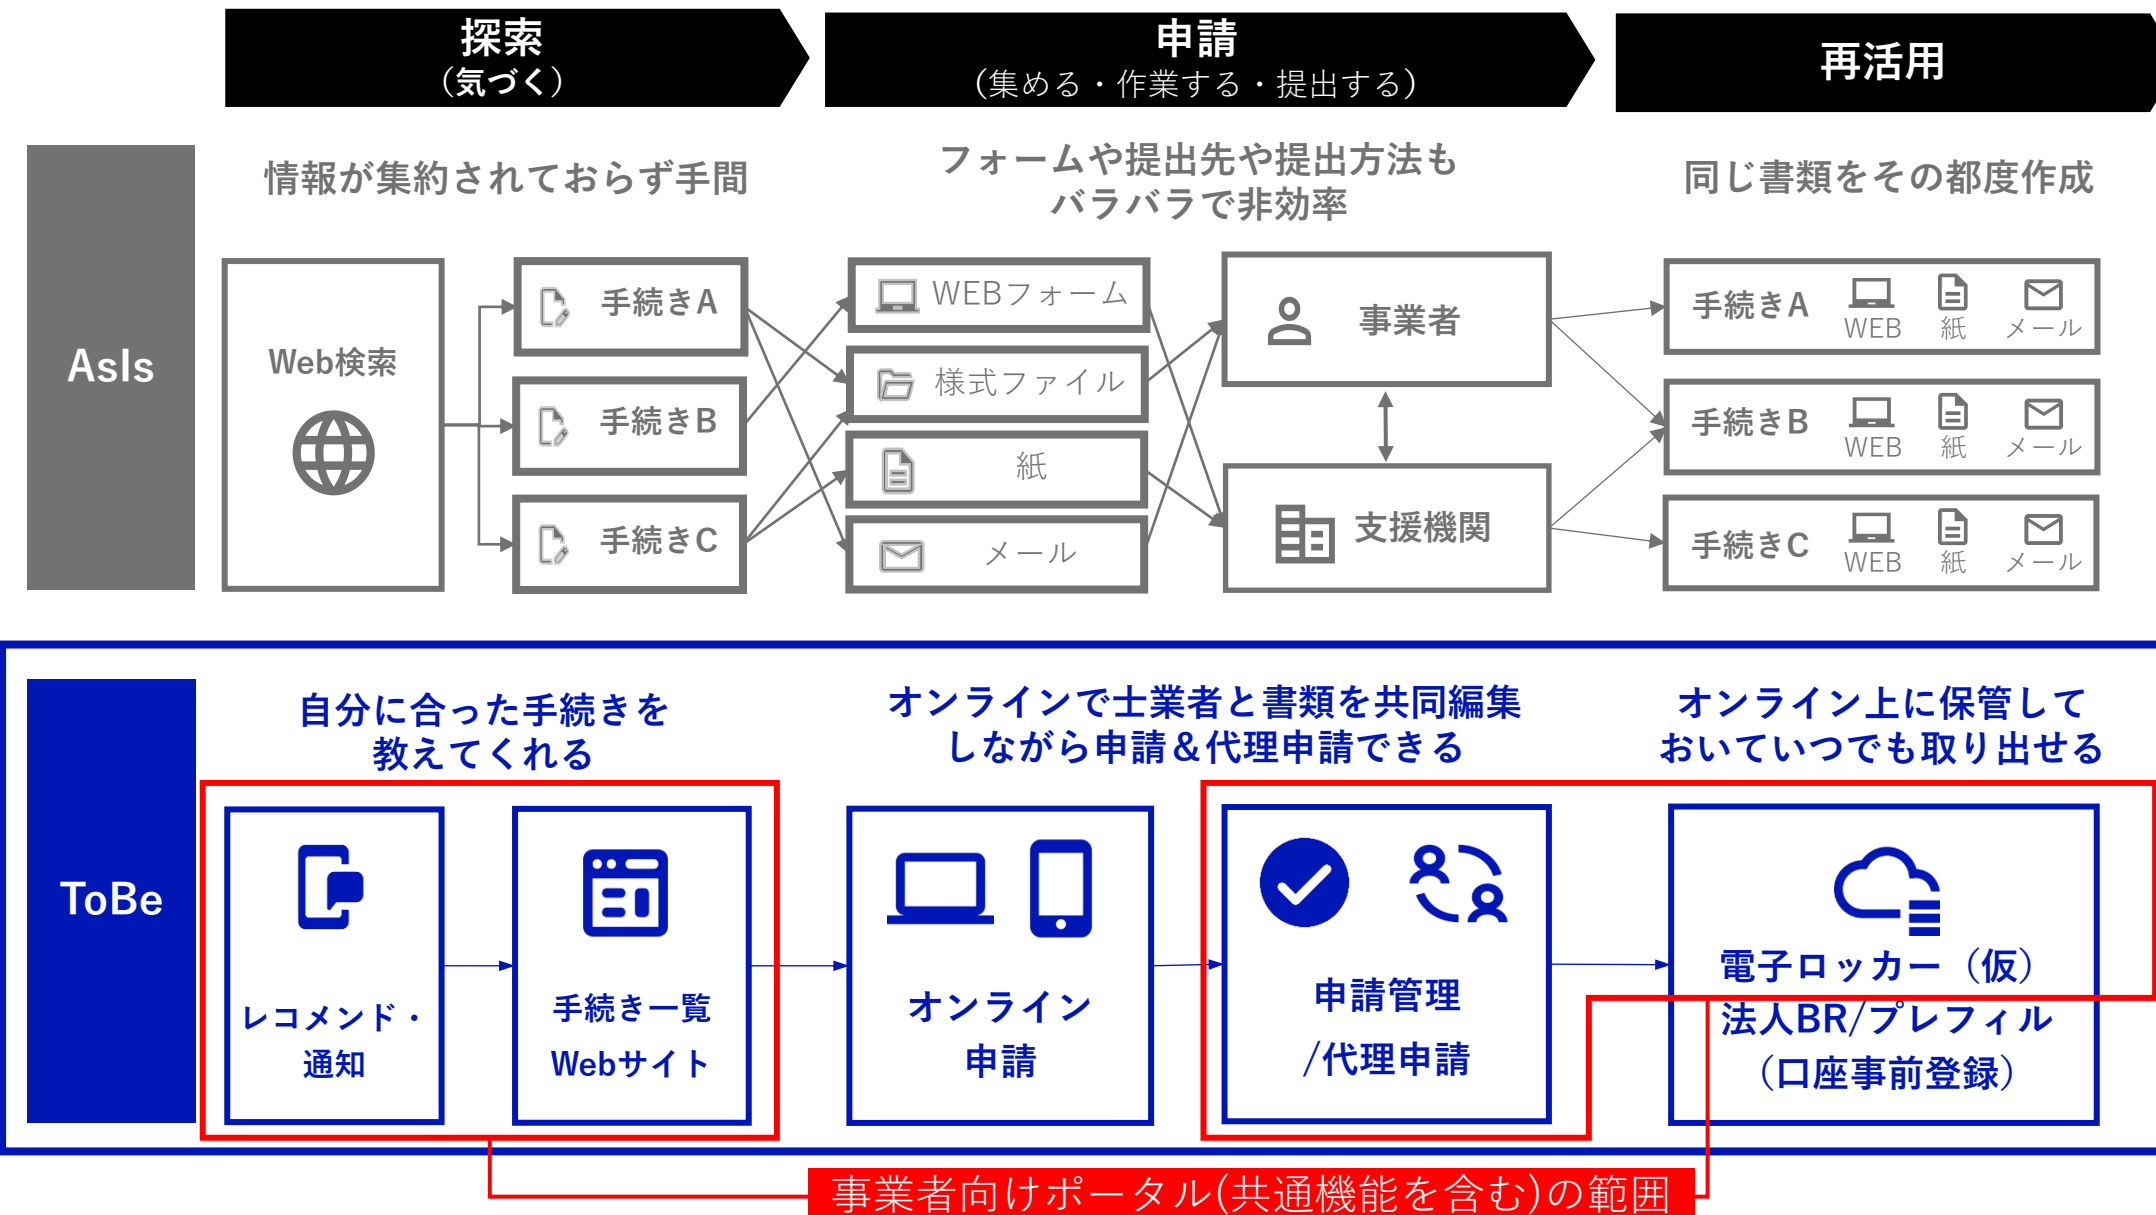 探索
（気づく）
申請
（集める・作業する・提出する）
再活用
AsIs
情報が集約されておらず手間
フォームや提出先や提出方法も
バラバラで非効率
同じ書類をその都度作成
Web検索
手続きA
手続きB
手続きC
WEBフォーム
様式ファイル
紙
メール
事業者
支援機関
手続きA
WEB
紙
メール
手続きB
WEB
紙
メール
手続きC
WEB
紙
メール
ToBe
自分に合った手続きを
教えてくれる
オンラインで士業者と書類を共同編集
しながら申請＆代理申請できる
オンライン上に保管して
おいていつでも取り出せる
レコメンド・
通知
手続き一覧
Webサイト
オンライン
申請
申請管理
/代理申請
電子ロッカー（仮）
法人BR/プレフィル
（口座事前登録）
事業者向けポータル(共通機能を含む)の範囲